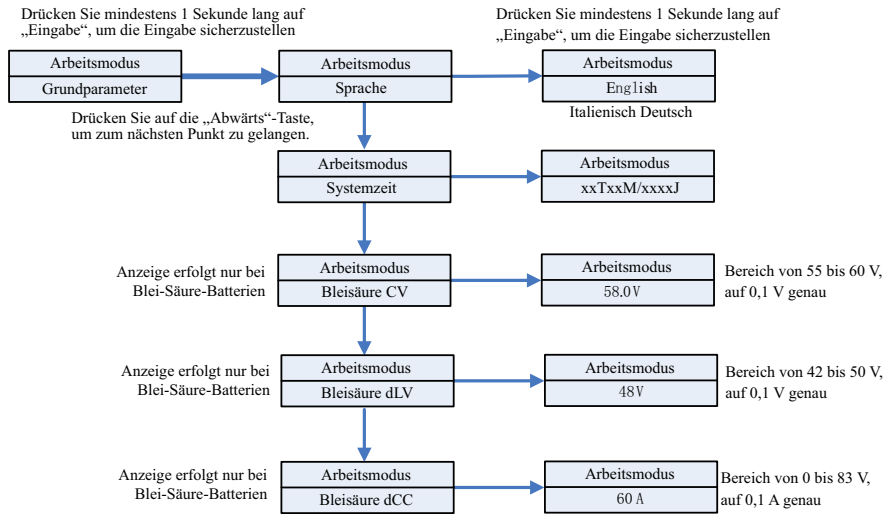 Drücken Sie mindestens 1 Sekunde lang auf
„Eingabe“, um die Eingabe sicherzustellen
Drücken Sie mindestens 1 Sekunde lang auf
„Eingabe“, um die Eingabe sicherzustellen
Arbeitsmodus
Grundparameter
Arbeitsmodus
Sprache
Arbeitsmodus
English
Italienisch Deutsch
Drücken Sie auf die „Abwärts“-Taste,
um zum nächsten Punkt zu gelangen.
Arbeitsmodus
Systemzeit
Arbeitsmodus
xxTxxM/xxxxJ
Anzeige erfolgt nur bei
Blei-Säure-Batterien
Arbeitsmodus
Bleisäure CV
Arbeitsmodus
58.0V
Bereich von 55 bis 60 V,
auf 0,1 V genau
Anzeige erfolgt nur bei
Blei-Säure-Batterien
Arbeitsmodus
Bleisäure dLV
Arbeitsmodus
48V
Bereich von 42 bis 50 V,
auf 0,1 V genau
Anzeige erfolgt nur bei
Blei-Säure-Batterien
Arbeitsmodus
Bleisäure dCC
Arbeitsmodus
60 A
Bereich von 0 bis 83 V,
auf 0,1 A genau